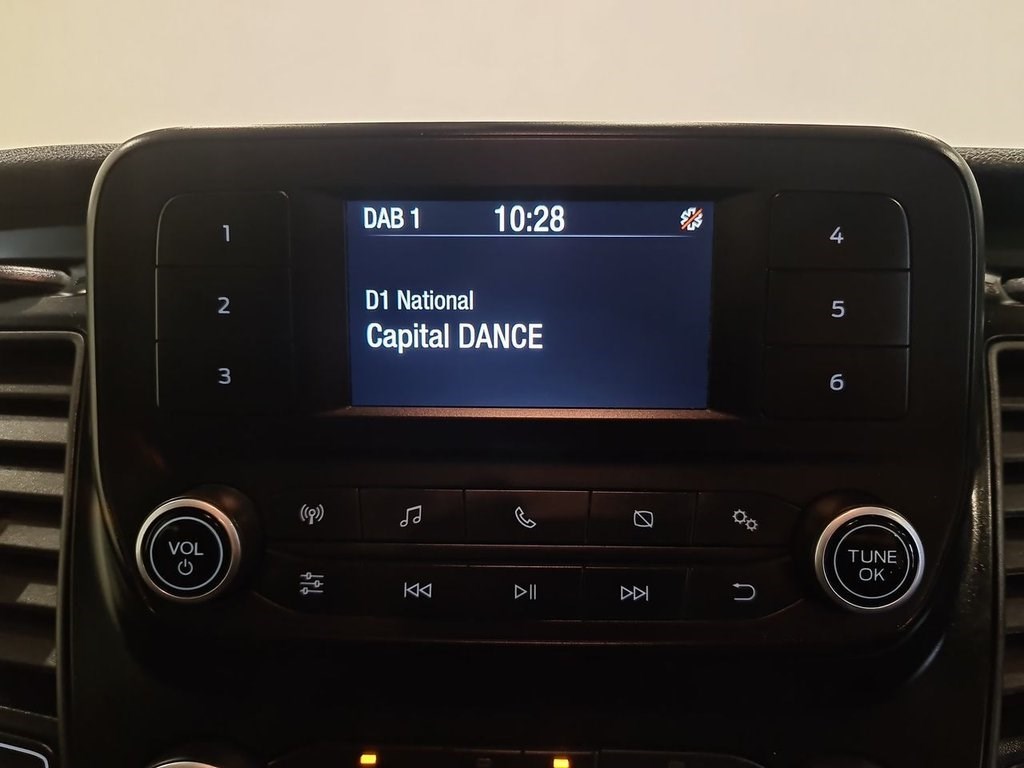 DAB 1 10:28
D1 National
Capital DANCE
1
2
3
4
5
6
VOL
TUNE
OK